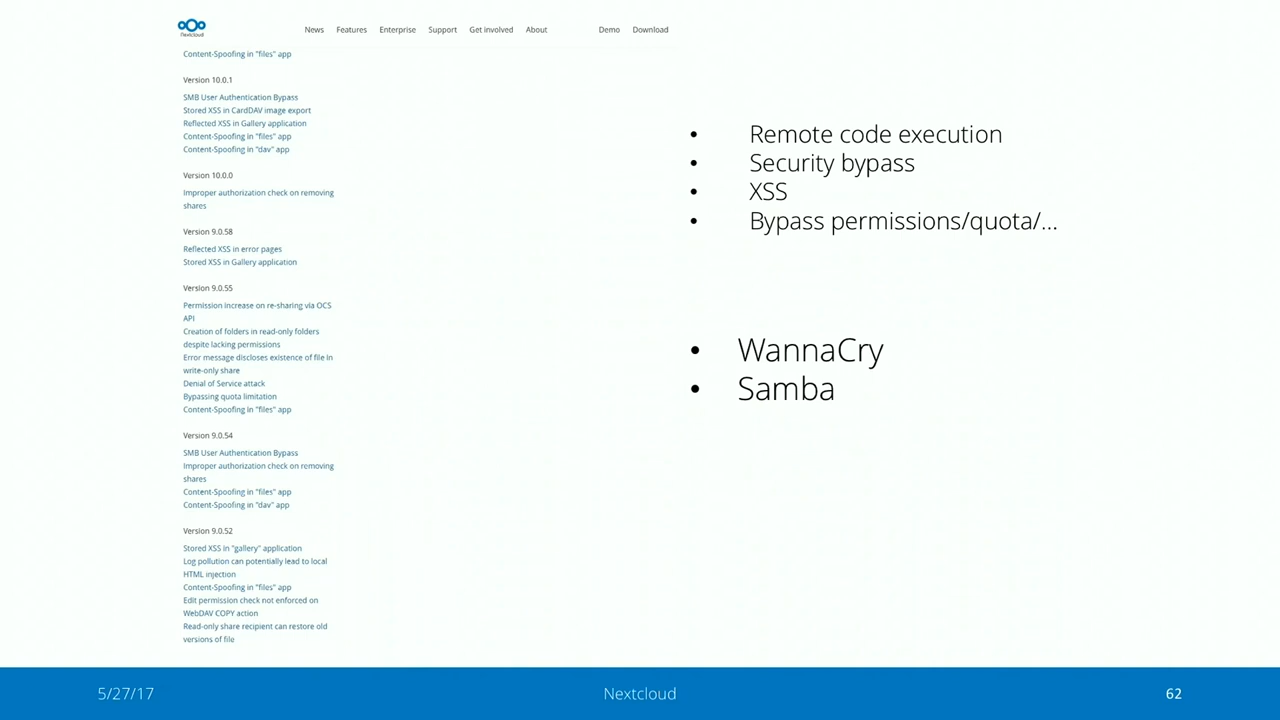 Nextcloud
News Features Enterprise Support Get involved About Demo Download
Content-Spoofing in "files" app
Version 10.0.1
SMB User Authentication Bypass
Stored XSS in CardDAV image export
Reflected XSS in Gallery application
Content-Spoofing in "files" app
Content-Spoofing in "dav" app
Version 10.0.0
Improper authorization check on removing
shares
Version 9.0.58
Reflected XSS in error pages
Stored XSS in Gallery application
Version 9.0.55
Permission increase on re-sharing via OCS
API
Creation of folders in read-only folders
despite lacking permissions
Error message discloses existence of file in
write-only share
Denial of Service attack
Bypassing quota limitation
Content-Spoofing in "files" app
Version 9.0.54
SMB User Authentication Bypass
Improper authorization check on removing
shares
Content-Spoofing in "files" app
Content-Spoofing in "dav" app
Version 9.0.52
Stored XSS in "gallery" application
Log pollution can potentially lead to local
HTML injection
Content-Spoofing in "files" app
Edit permission check not enforced on
WebDAV COPY action
Read-only share recipient can restore old
versions of file
• Remote code execution
• Security bypass
• XSS
• Bypass permissions/quota/...
• WannaCry
• Samba
5/27/17
Nextcloud
62